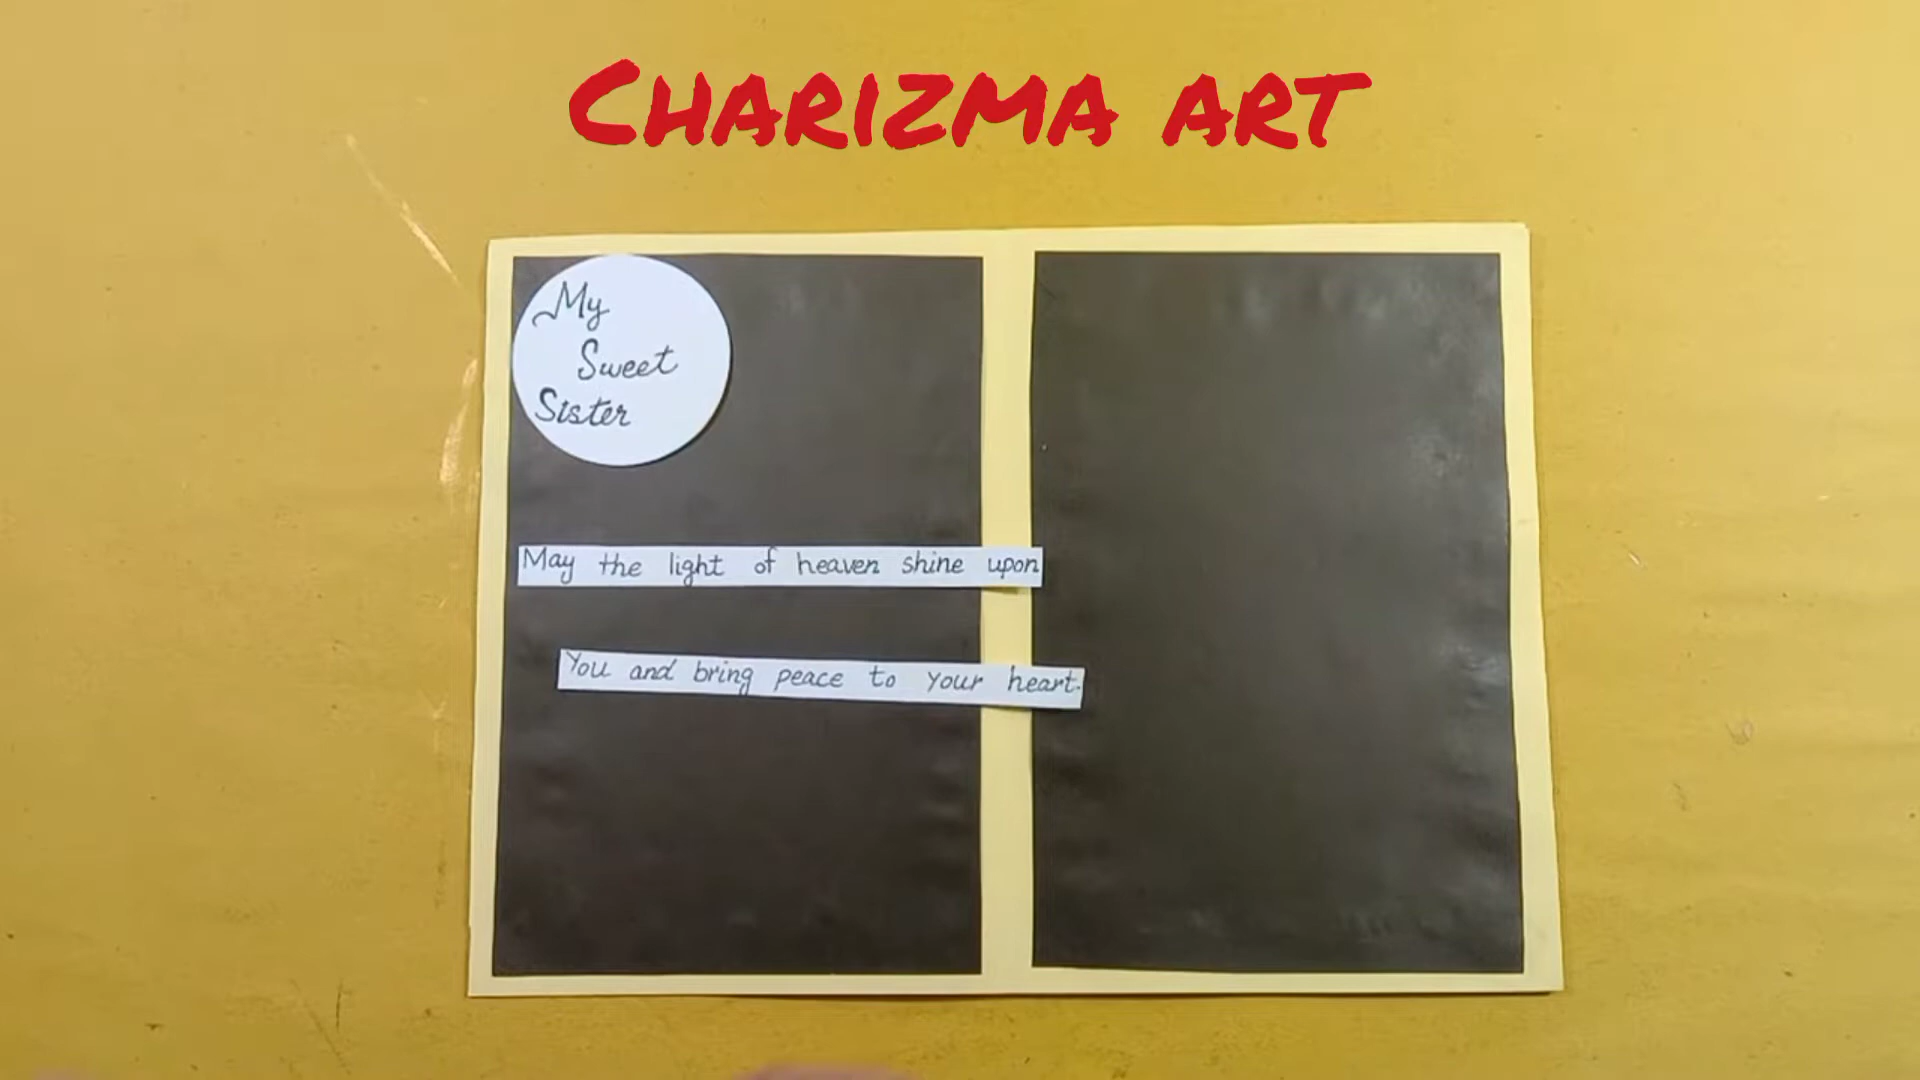 CHARIZMA ART
My
Sweet
Sister
May the light of heaven shine upon
You and bring peace to your heart.